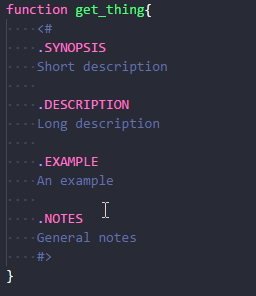 function get_thing{
<#
.SYNOPSIS
Short description
.DESCRIPTION
Long description
.EXAMPLE
An example
.NOTES
General notes
#>
}